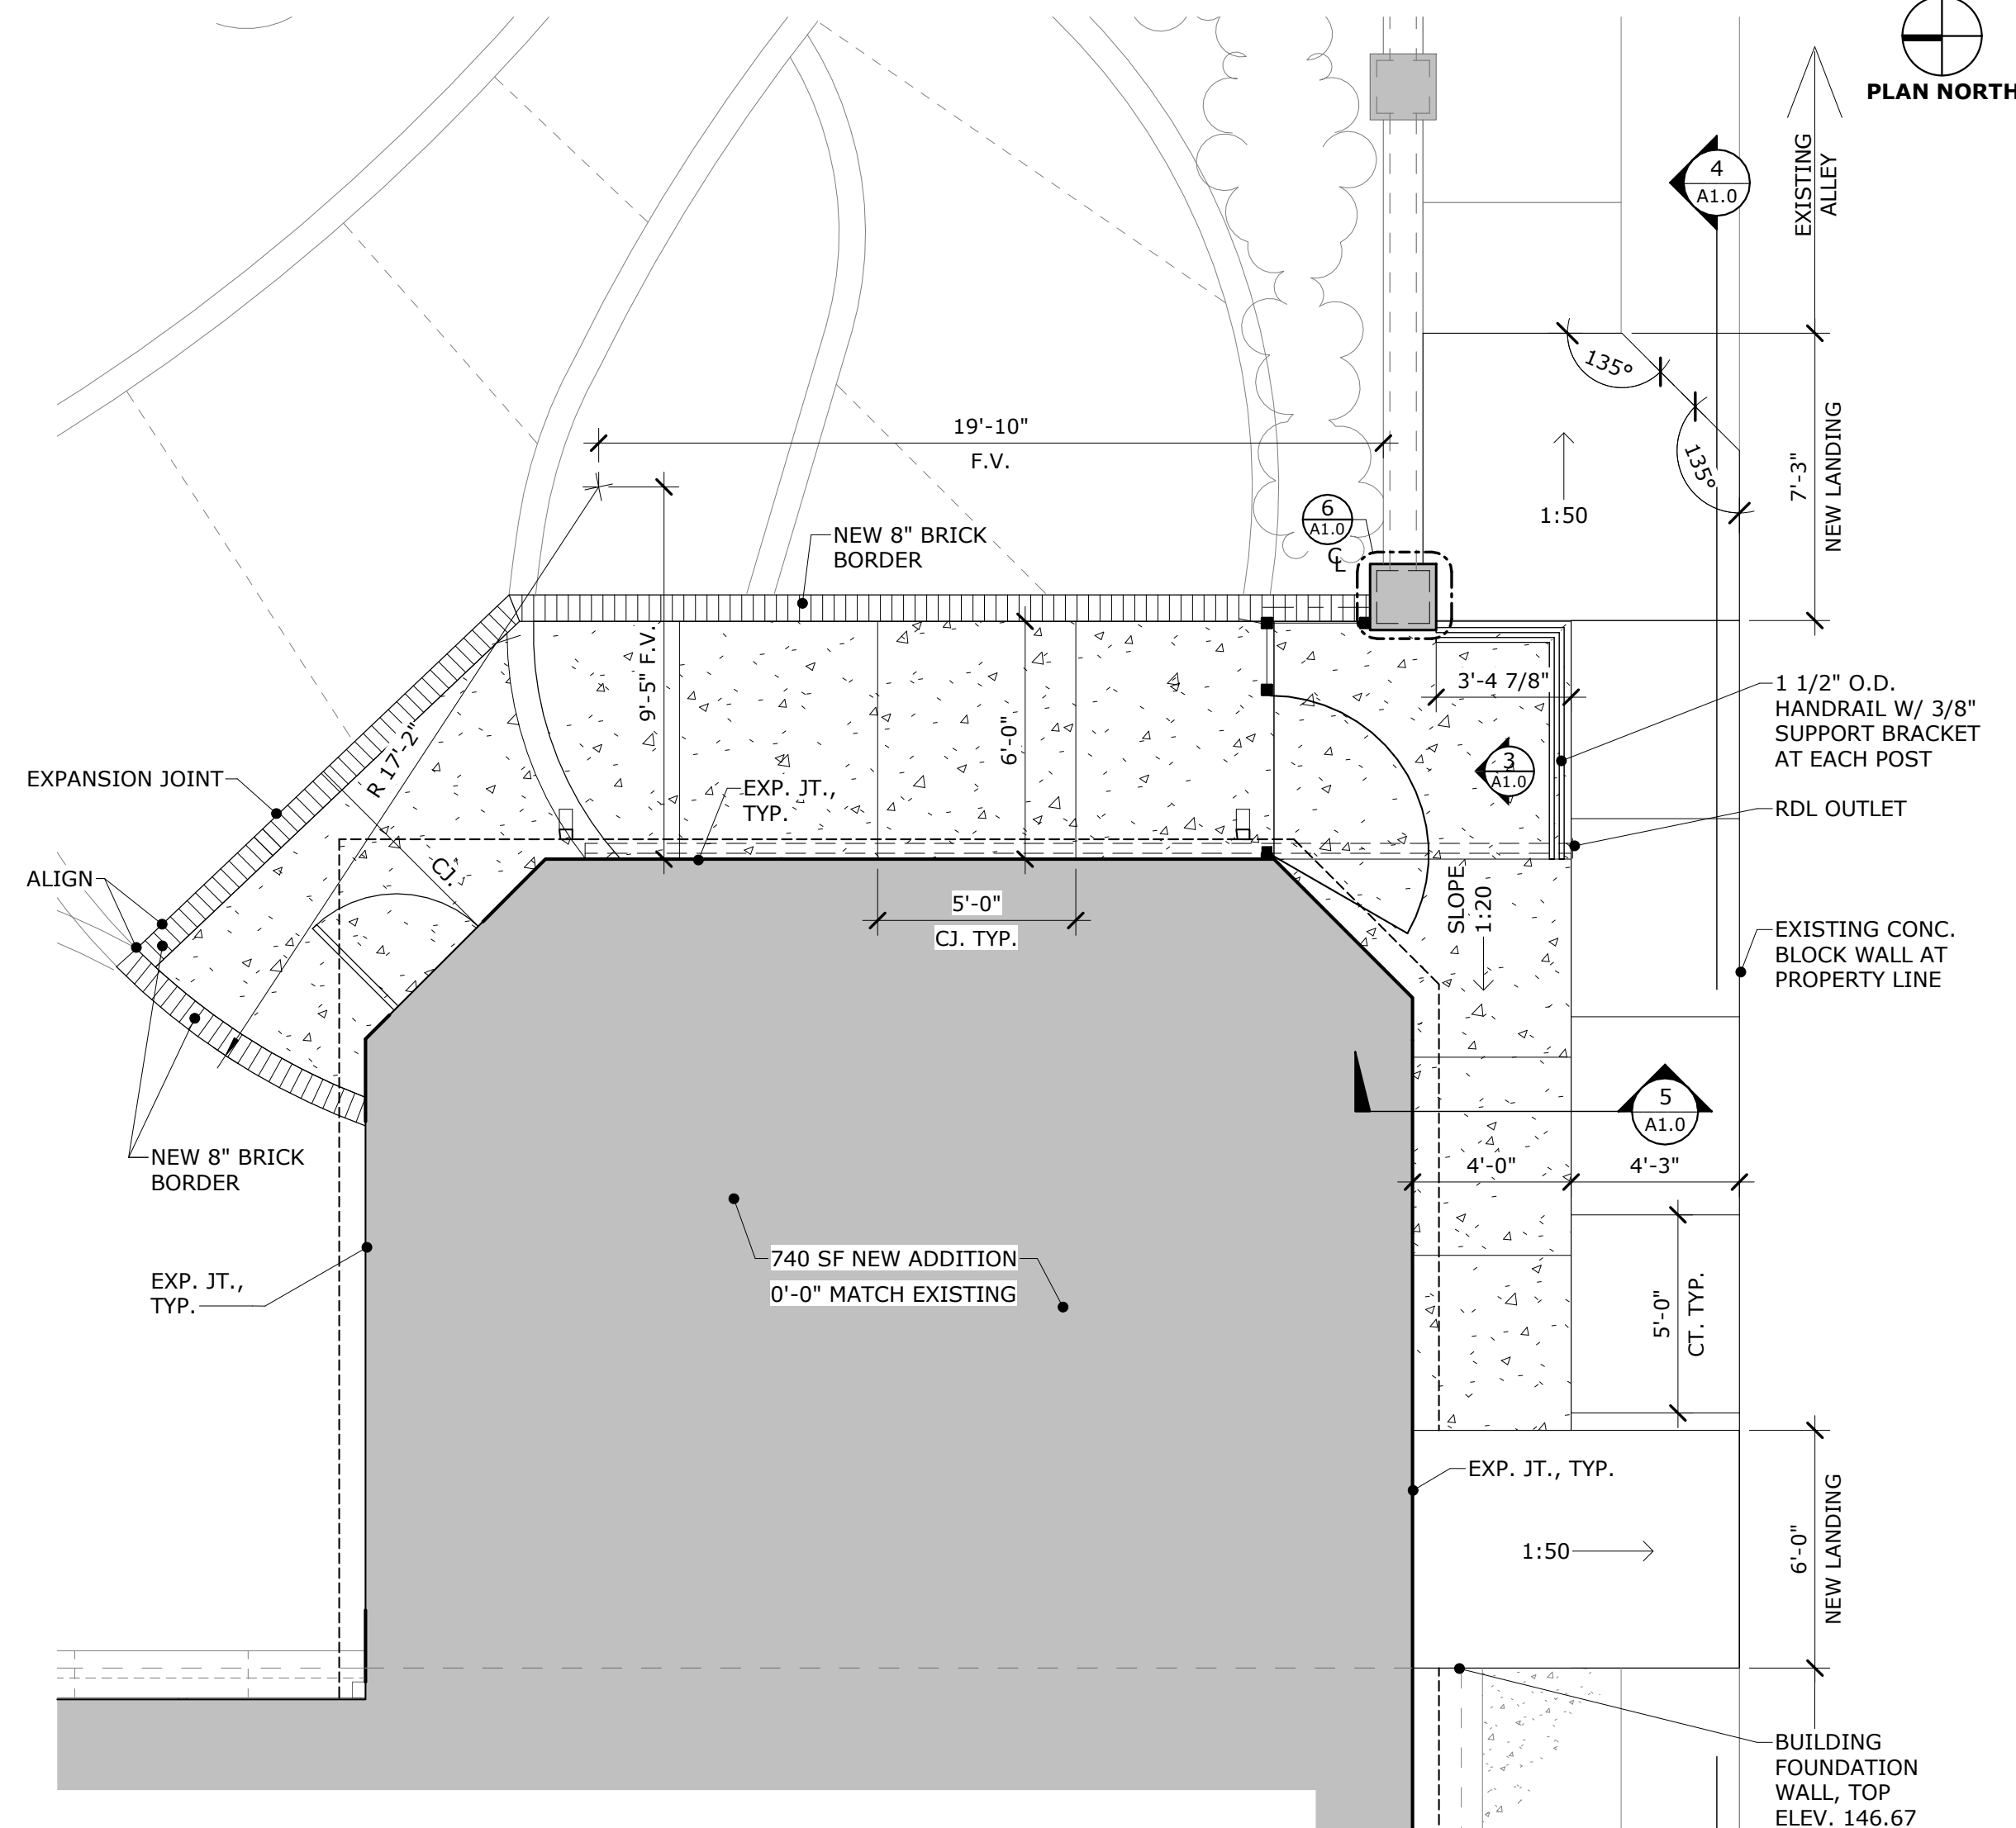 PLAN NORTH
EXISTING
ALLEY
4
A1.0
135°
135°
7'-3"
NEW LANDING
1:50
19'-10"
F.V.
6
A1.0
CL
NEW 8" BRICK
BORDER
9'-5" F.V.
6'-0"
3'-4 7/8"
3
A1.0
1 1/2" O.D.
HANDRAIL W/ 3/8"
SUPPORT BRACKET
AT EACH POST
RDL OUTLET
R 17'-2"
EXPANSION JOINT
EXP. JT.,
TYP.
CJ.
ALIGN
5'-0"
CJ. TYP.
SLOPE
1:20
EXISTING CONC.
BLOCK WALL AT
PROPERTY LINE
5
A1.0
4'-0"
4'-3"
NEW 8" BRICK
BORDER
740 SF NEW ADDITION
0'-0" MATCH EXISTING
EXP. JT.,
TYP.
5'-0"
CT. TYP.
EXP. JT., TYP.
1:50
6'-0"
NEW LANDING
BUILDING
FOUNDATION
WALL, TOP
ELEV. 146.67